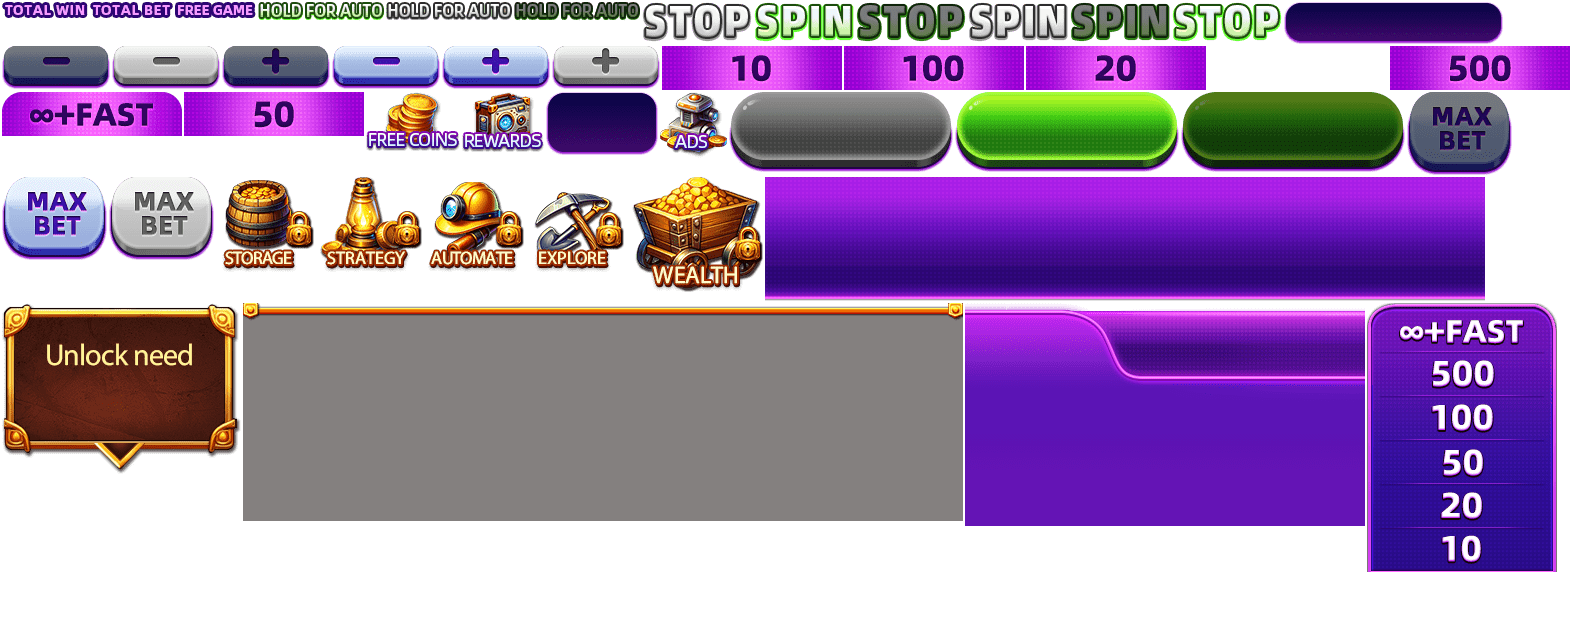 TOTAL WIN TOTAL BET FREE GAME HOLD FOR AUTO HOLD FOR AUTO HOLD FOR AUTO STOP SPIN STOP SPIN SPIN STOP
− − + − + + 10 100 20 500
∞+FAST 50 FREE COINS REWARDS ADS
MAX
BET
MAX
BET
MAX
BET
STORAGE STRATEGY AUTOMATE EXPLORE WEALTH
Unlock need
∞+FAST
500
100
50
20
10